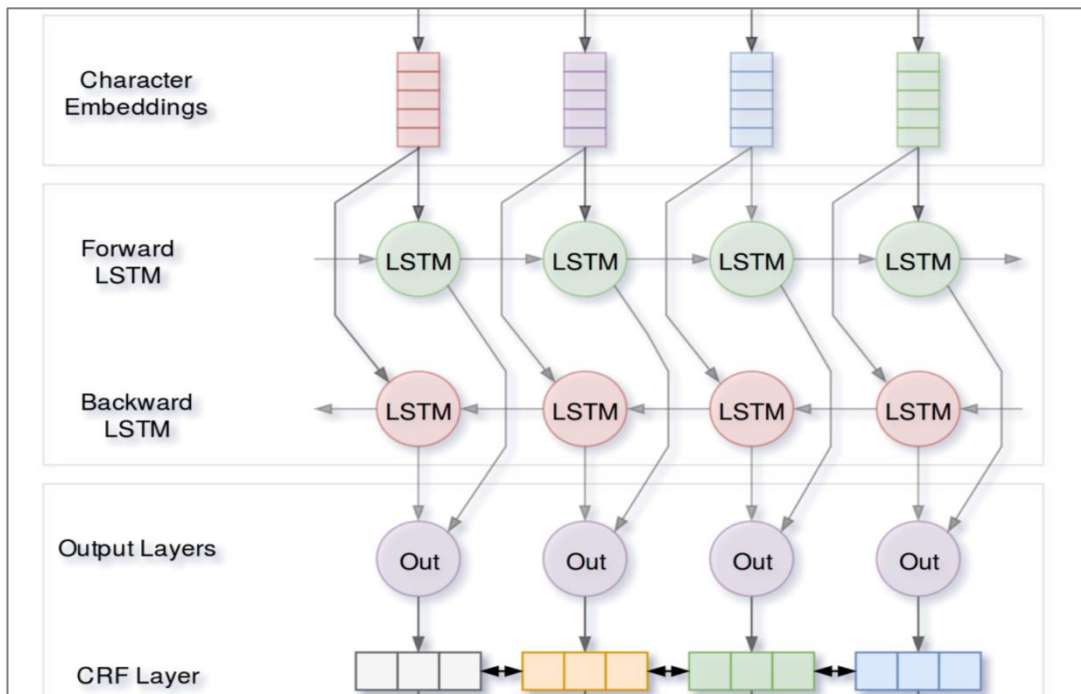 Character
Embeddings
Forward
LSTM
LSTM LSTM LSTM LSTM
Backward
LSTM
LSTM LSTM LSTM LSTM
Output Layers
Out Out Out Out
CRF Layer